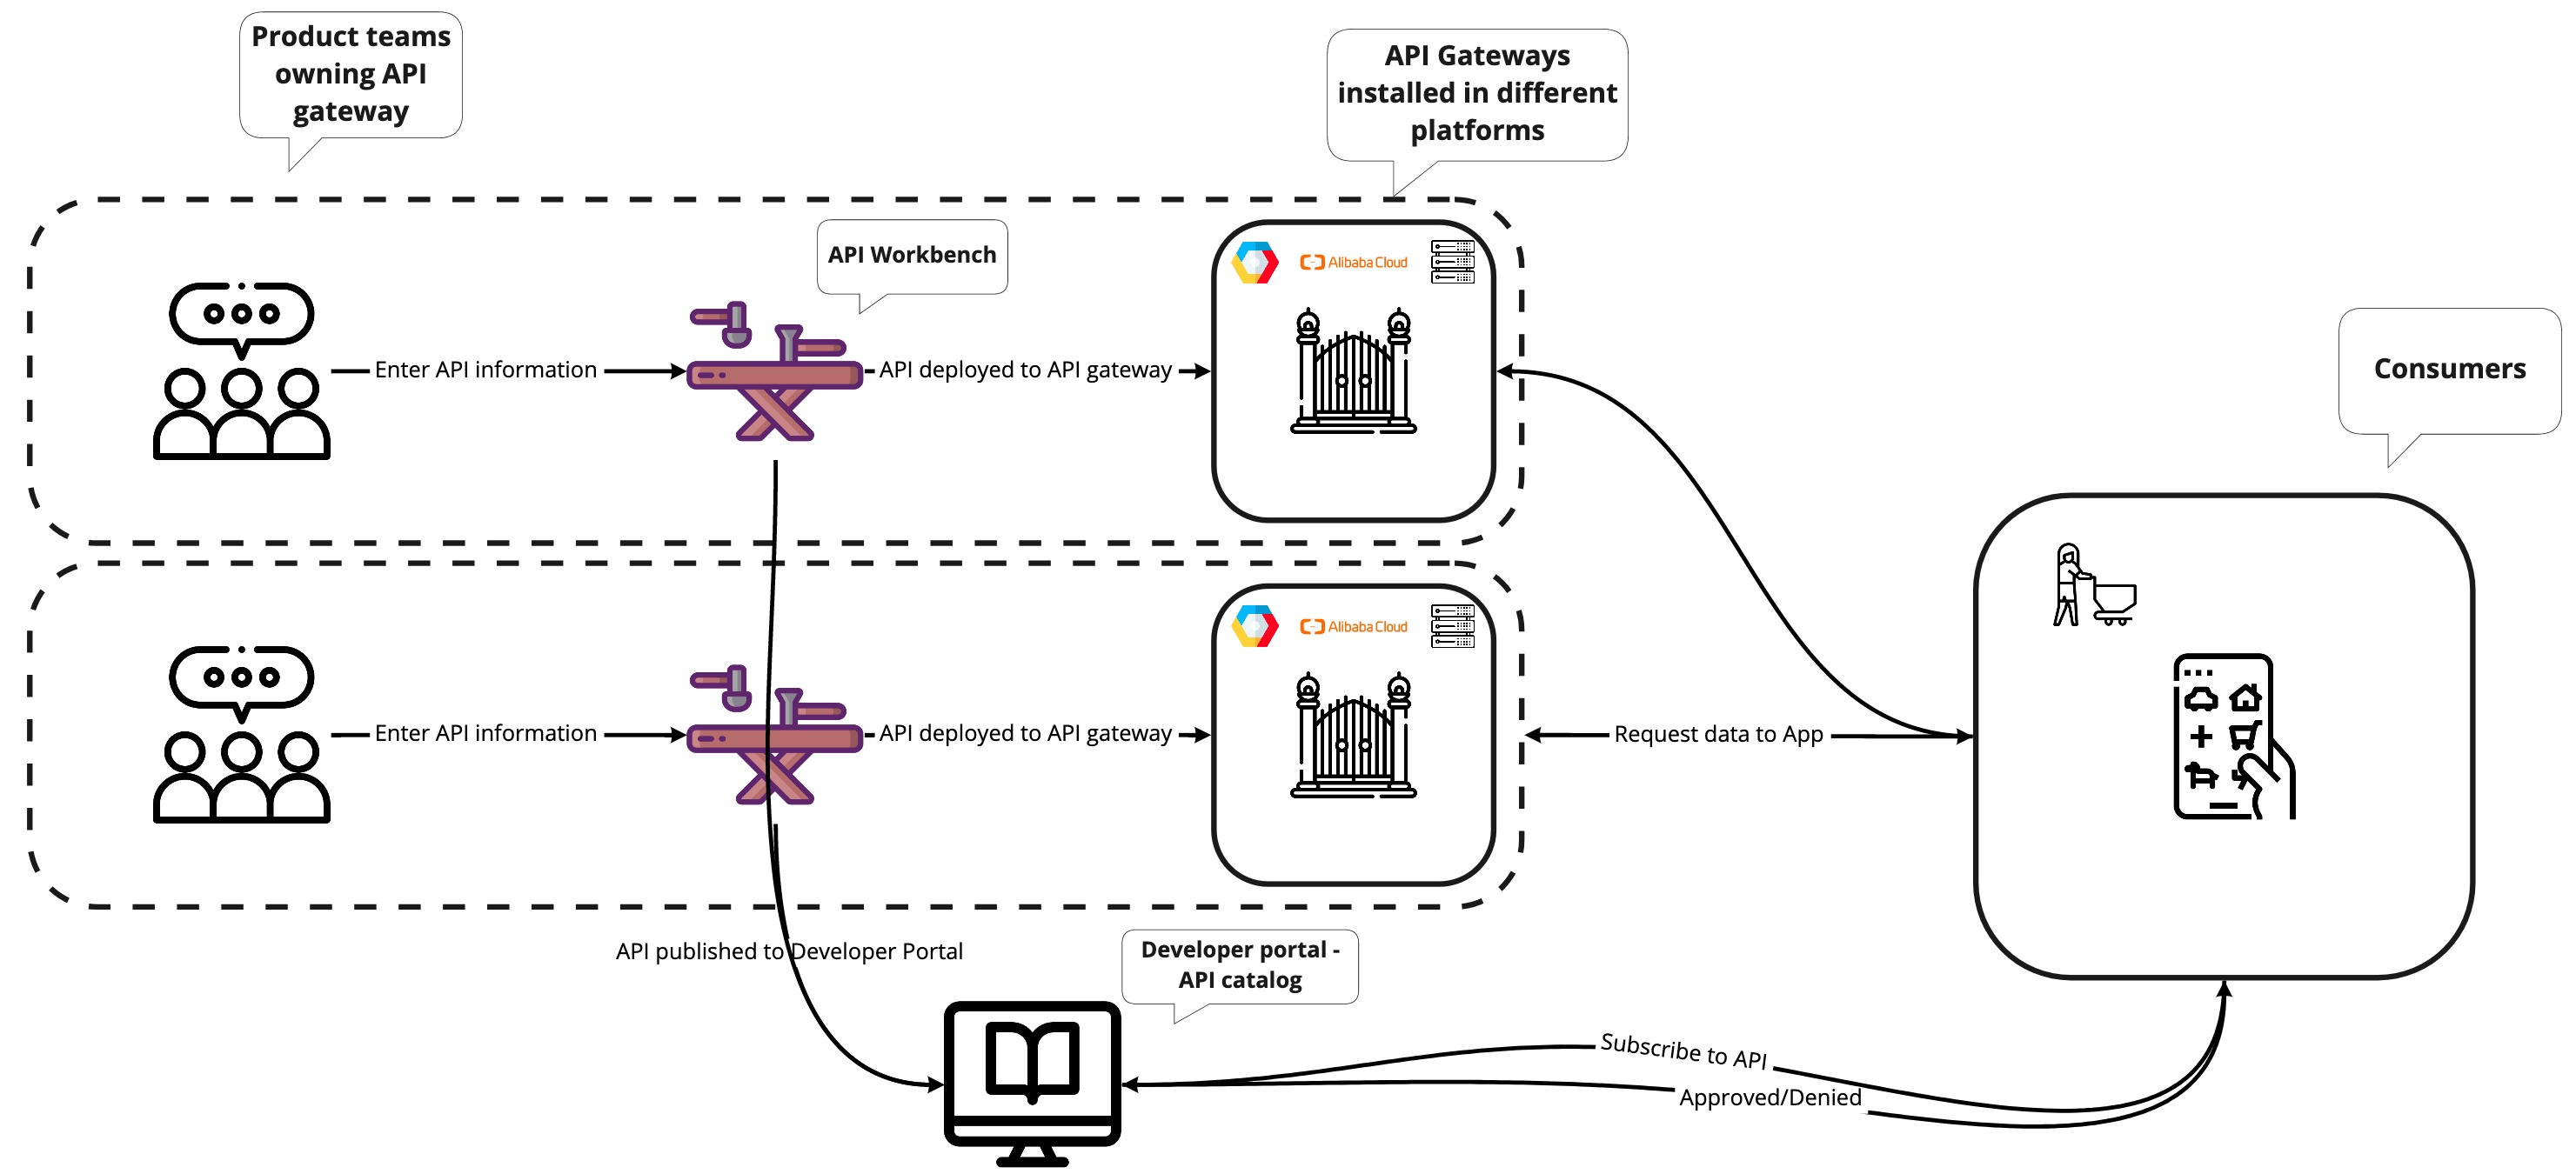 Product teams
owning API
gateway
API Gateways
installed in different
platforms
API Workbench
Alibaba Cloud
Enter API information
API deployed to API gateway
Consumers
Alibaba Cloud
Enter API information
API deployed to API gateway
Request data to App
API published to Developer Portal
Developer portal -
API catalog
Subscribe to API
Approved/Denied